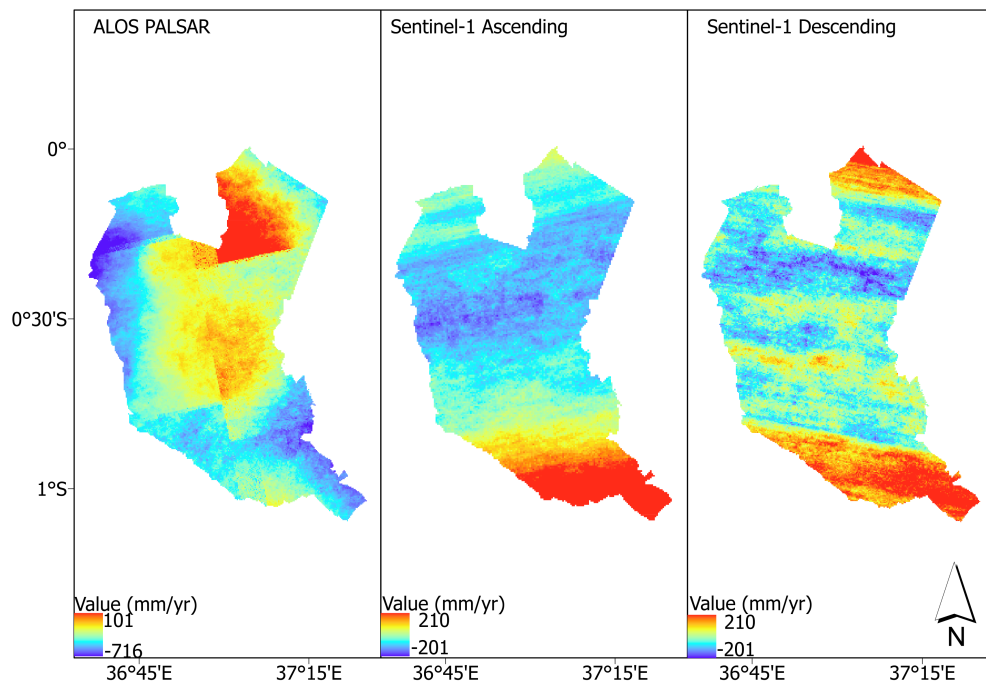 ALOS PALSAR
Sentinel-1 Ascending
Sentinel-1 Descending
0°
0°30'S
1°S
Value (mm/yr)
101
-716
Value (mm/yr)
210
-201
Value (mm/yr)
210
-201
N
36°45'E
37°15'E
36°45'E
37°15'E
36°45'E
37°15'E